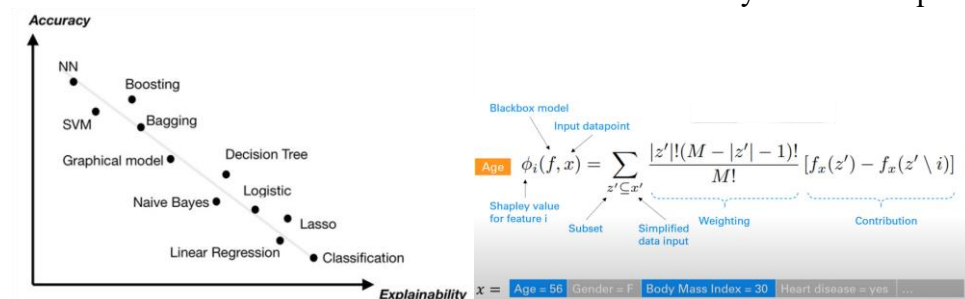 Accuracy
NN
Boosting
SVM
Bagging
Graphical model
Decision Tree
Naive Bayes
Logistic
Lasso
Linear Regression
Classification
Explainability
Blackbox model
Input datapoint
Age
ϕᵢ(f, x) = ∑ z′⊆x′ |z′|!(M − |z′| − 1)! / M! [fₓ(z′) − fₓ(z′ \ i)]
Shapley value
for feature i
Subset
Simplified
data input
Weighting
Contribution
x = Age = 56 Gender = F Body Mass Index = 30 Heart disease = yes ...